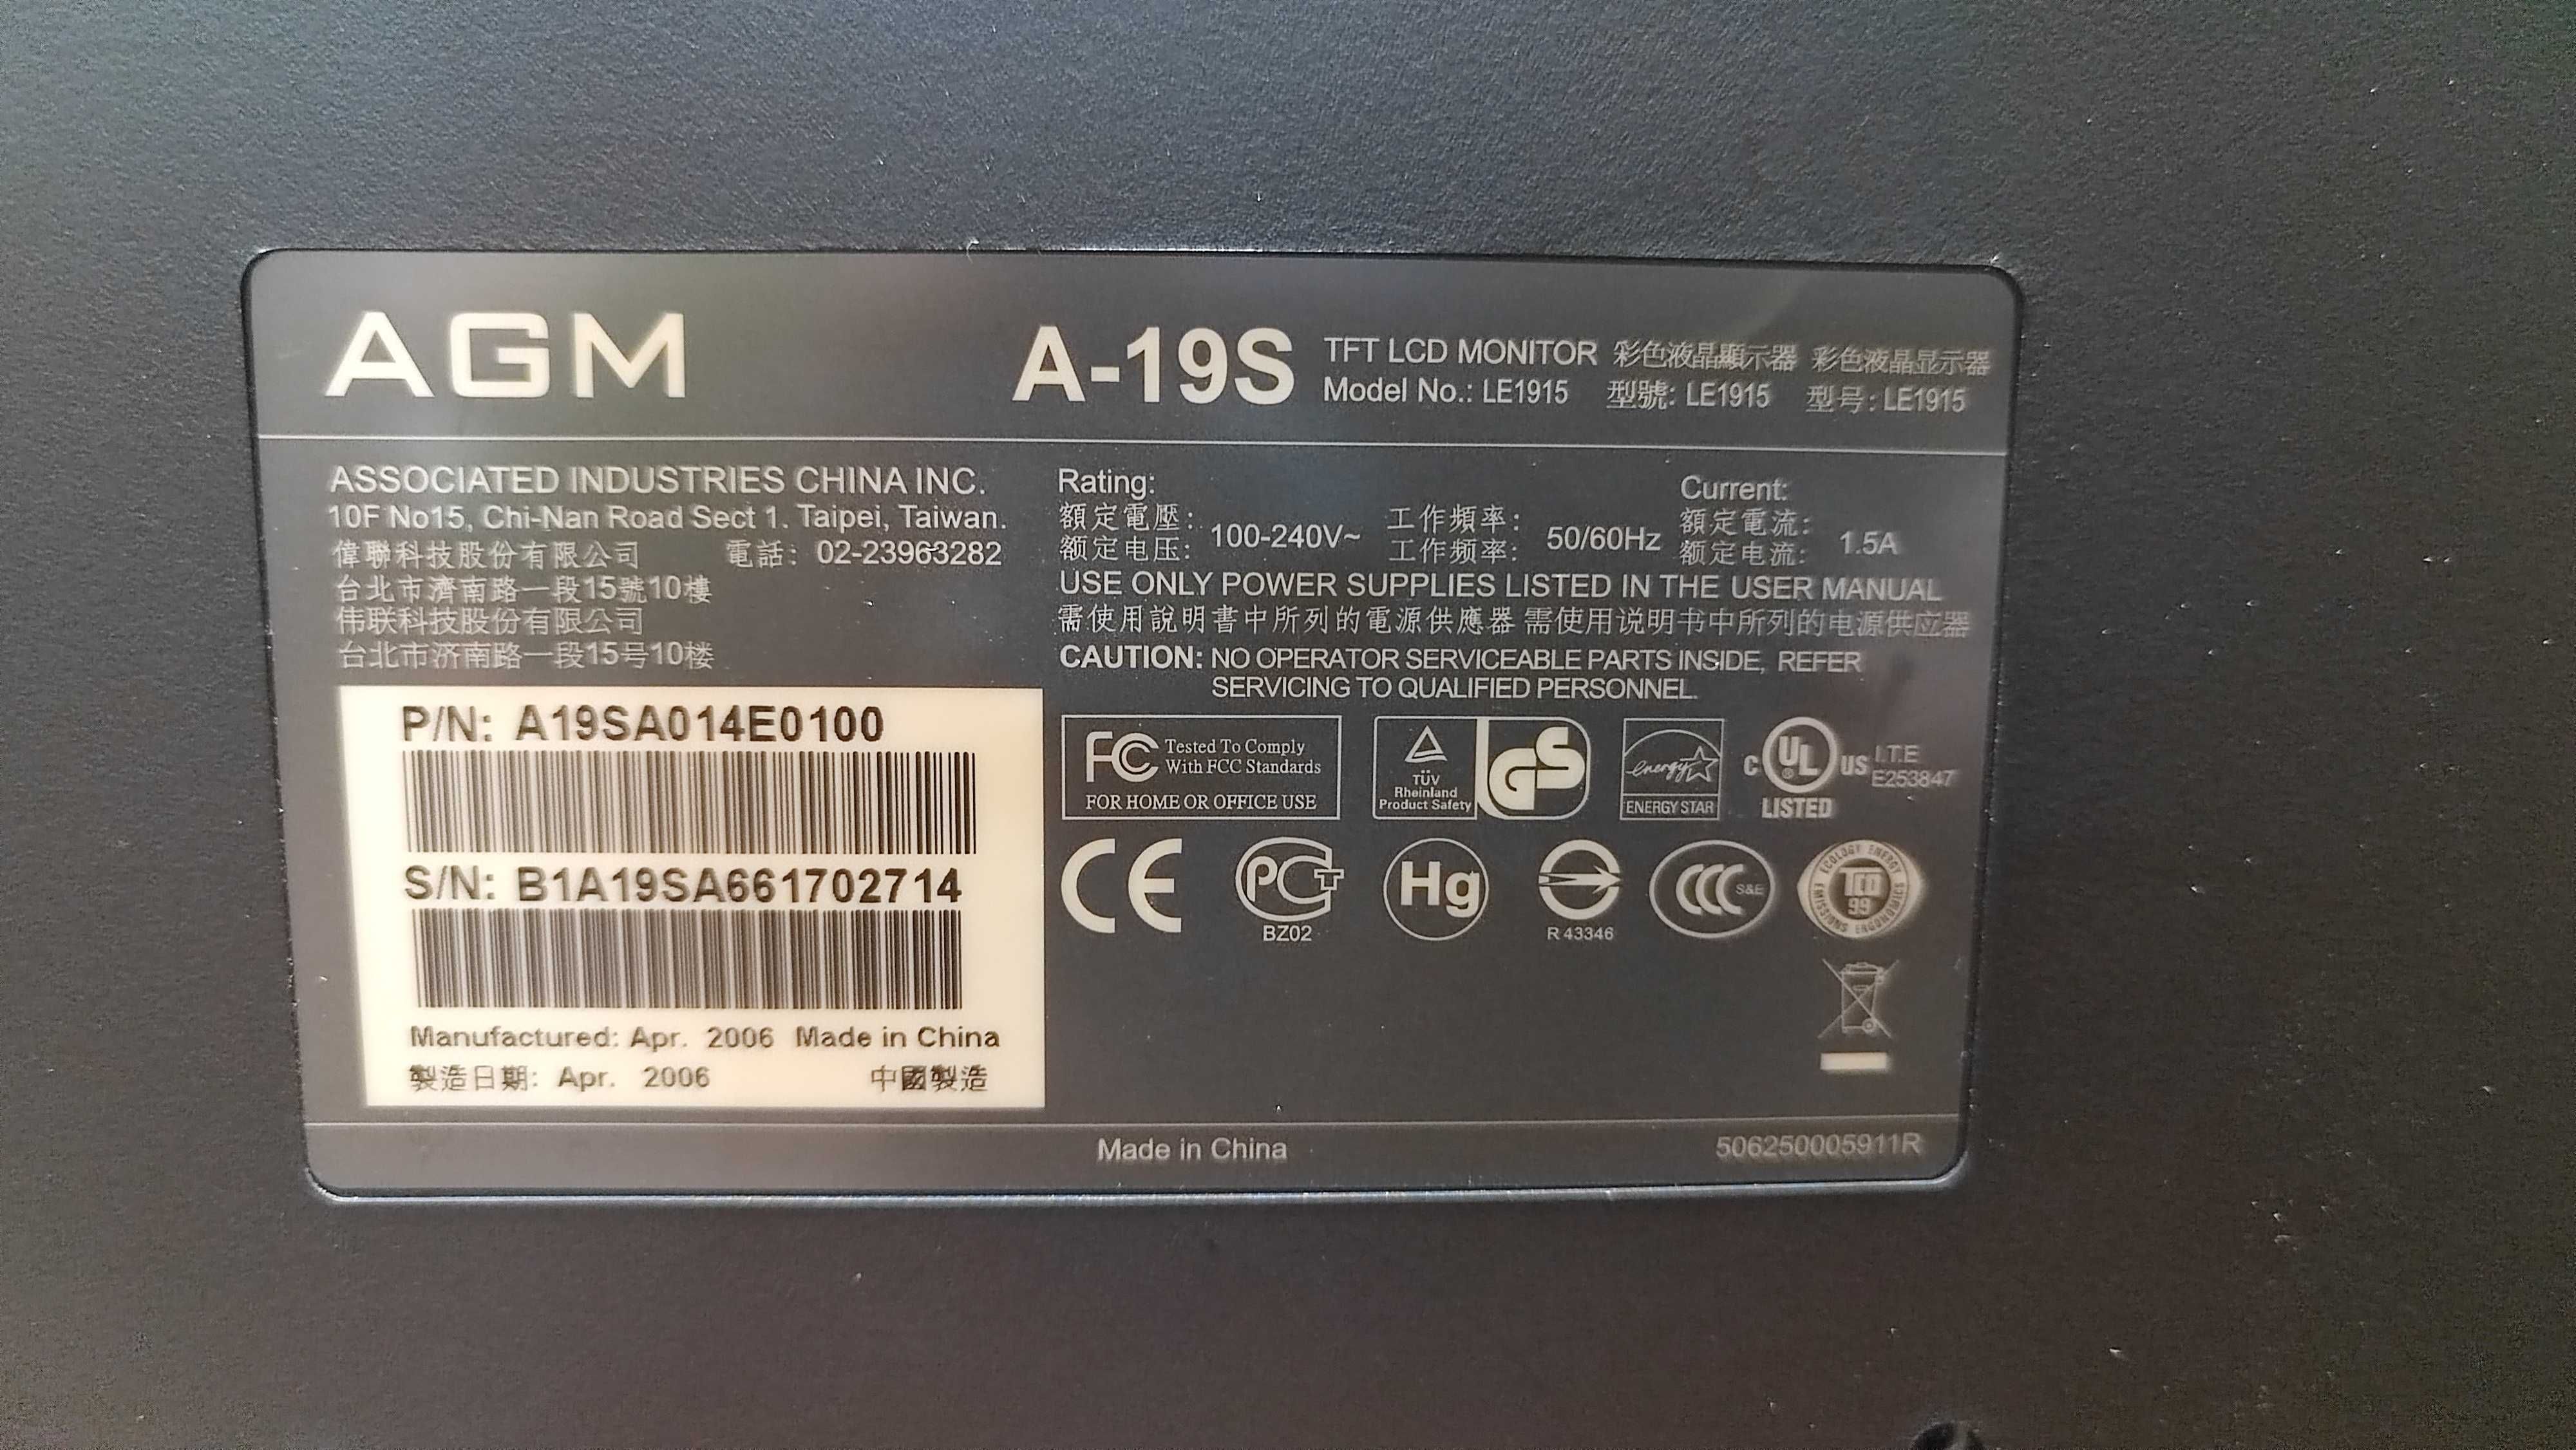 AGM
A-19S
TFT LCD MONITOR 彩色液晶顯示器 彩色液晶显示器
Model No.: LE1915 型號: LE1915 型号: LE1915
ASSOCIATED INDUSTRIES CHINA INC.
10F No15, Chi-Nan Road Sect 1. Taipei, Taiwan.
偉聯科技股份有限公司 電話: 02-23963282
台北市濟南路一段15號10樓
伟联科技股份有限公司
台北市济南路一段15号10楼
Rating:
額定電壓:
额定电压:
100-240V~
工作頻率:
工作频率:
50/60Hz
Current:
額定電流:
额定电流:
1.5A
USE ONLY POWER SUPPLIES LISTED IN THE USER MANUAL
需使用說明書中所列的電源供應器 需使用说明书中所列的电源供应器
CAUTION: NO OPERATOR SERVICEABLE PARTS INSIDE, REFER
SERVICING TO QUALIFIED PERSONNEL.
P/N: A19SA014E0100
S/N: B1A19SA661702714
Manufactured: Apr. 2006 Made in China
製造日期: Apr. 2006 中國製造
FC Tested To Comply
With FCC Standards
FOR HOME OR OFFICE USE
TÜV
Rheinland
Product Safety
GS
energy
ENERGY STAR
C UL ® US
LISTED
I.T.E
E253847
CE
PCT
BZ02
Hg
R 43346
CCC S&E
ECOLOGY ENERGY
TCO
99
EMISSIONS ERGONOMICS
Made in China
506250005911R